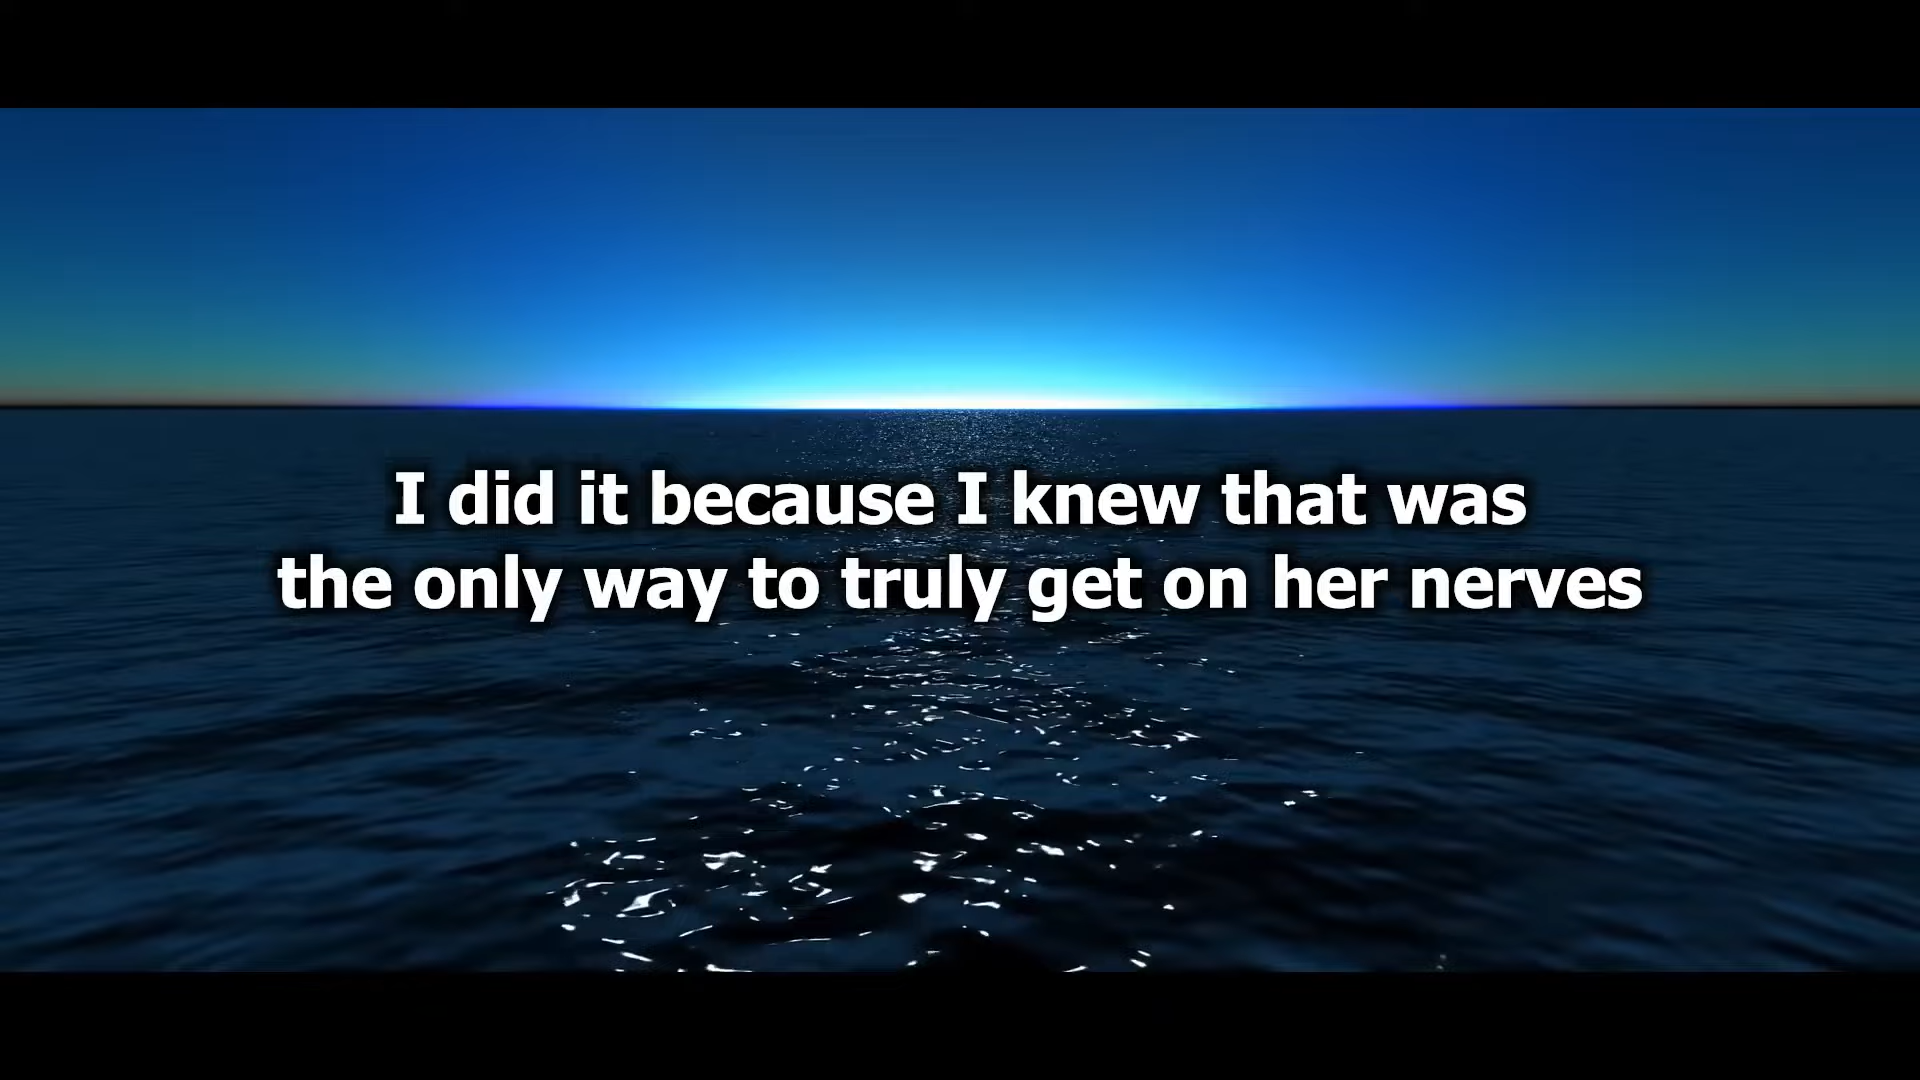 I did it because I knew that was
the only way to truly get on her nerves